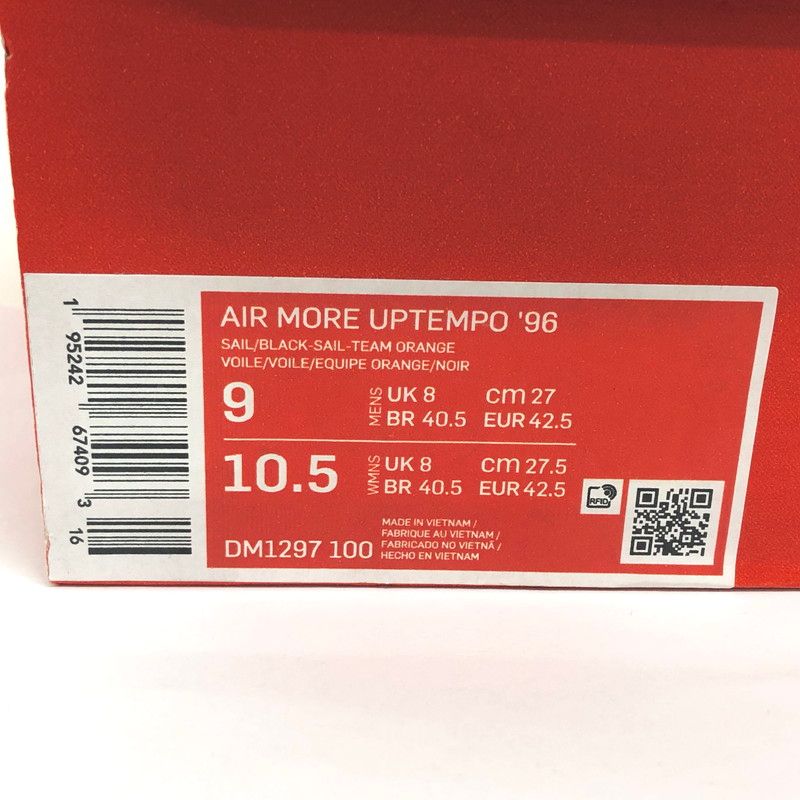 AIR MORE UPTEMPO '96
SAIL/BLACK-SAIL-TEAM ORANGE
VOILE/VOILE/EQUIPE ORANGE/NOIR
9 MENS UK 8 cm 27
BR 40.5 EUR 42.5
10.5 WMNS UK 8 cm 27.5
BR 40.5 EUR 42.5
RFID
DM1297 100
MADE IN VIETNAM /
FABRIQUE AU VIETNAM /
FABRICADO NO VIETNÃ /
HECHO EN VIETNAM
1 95242 67409 3 16